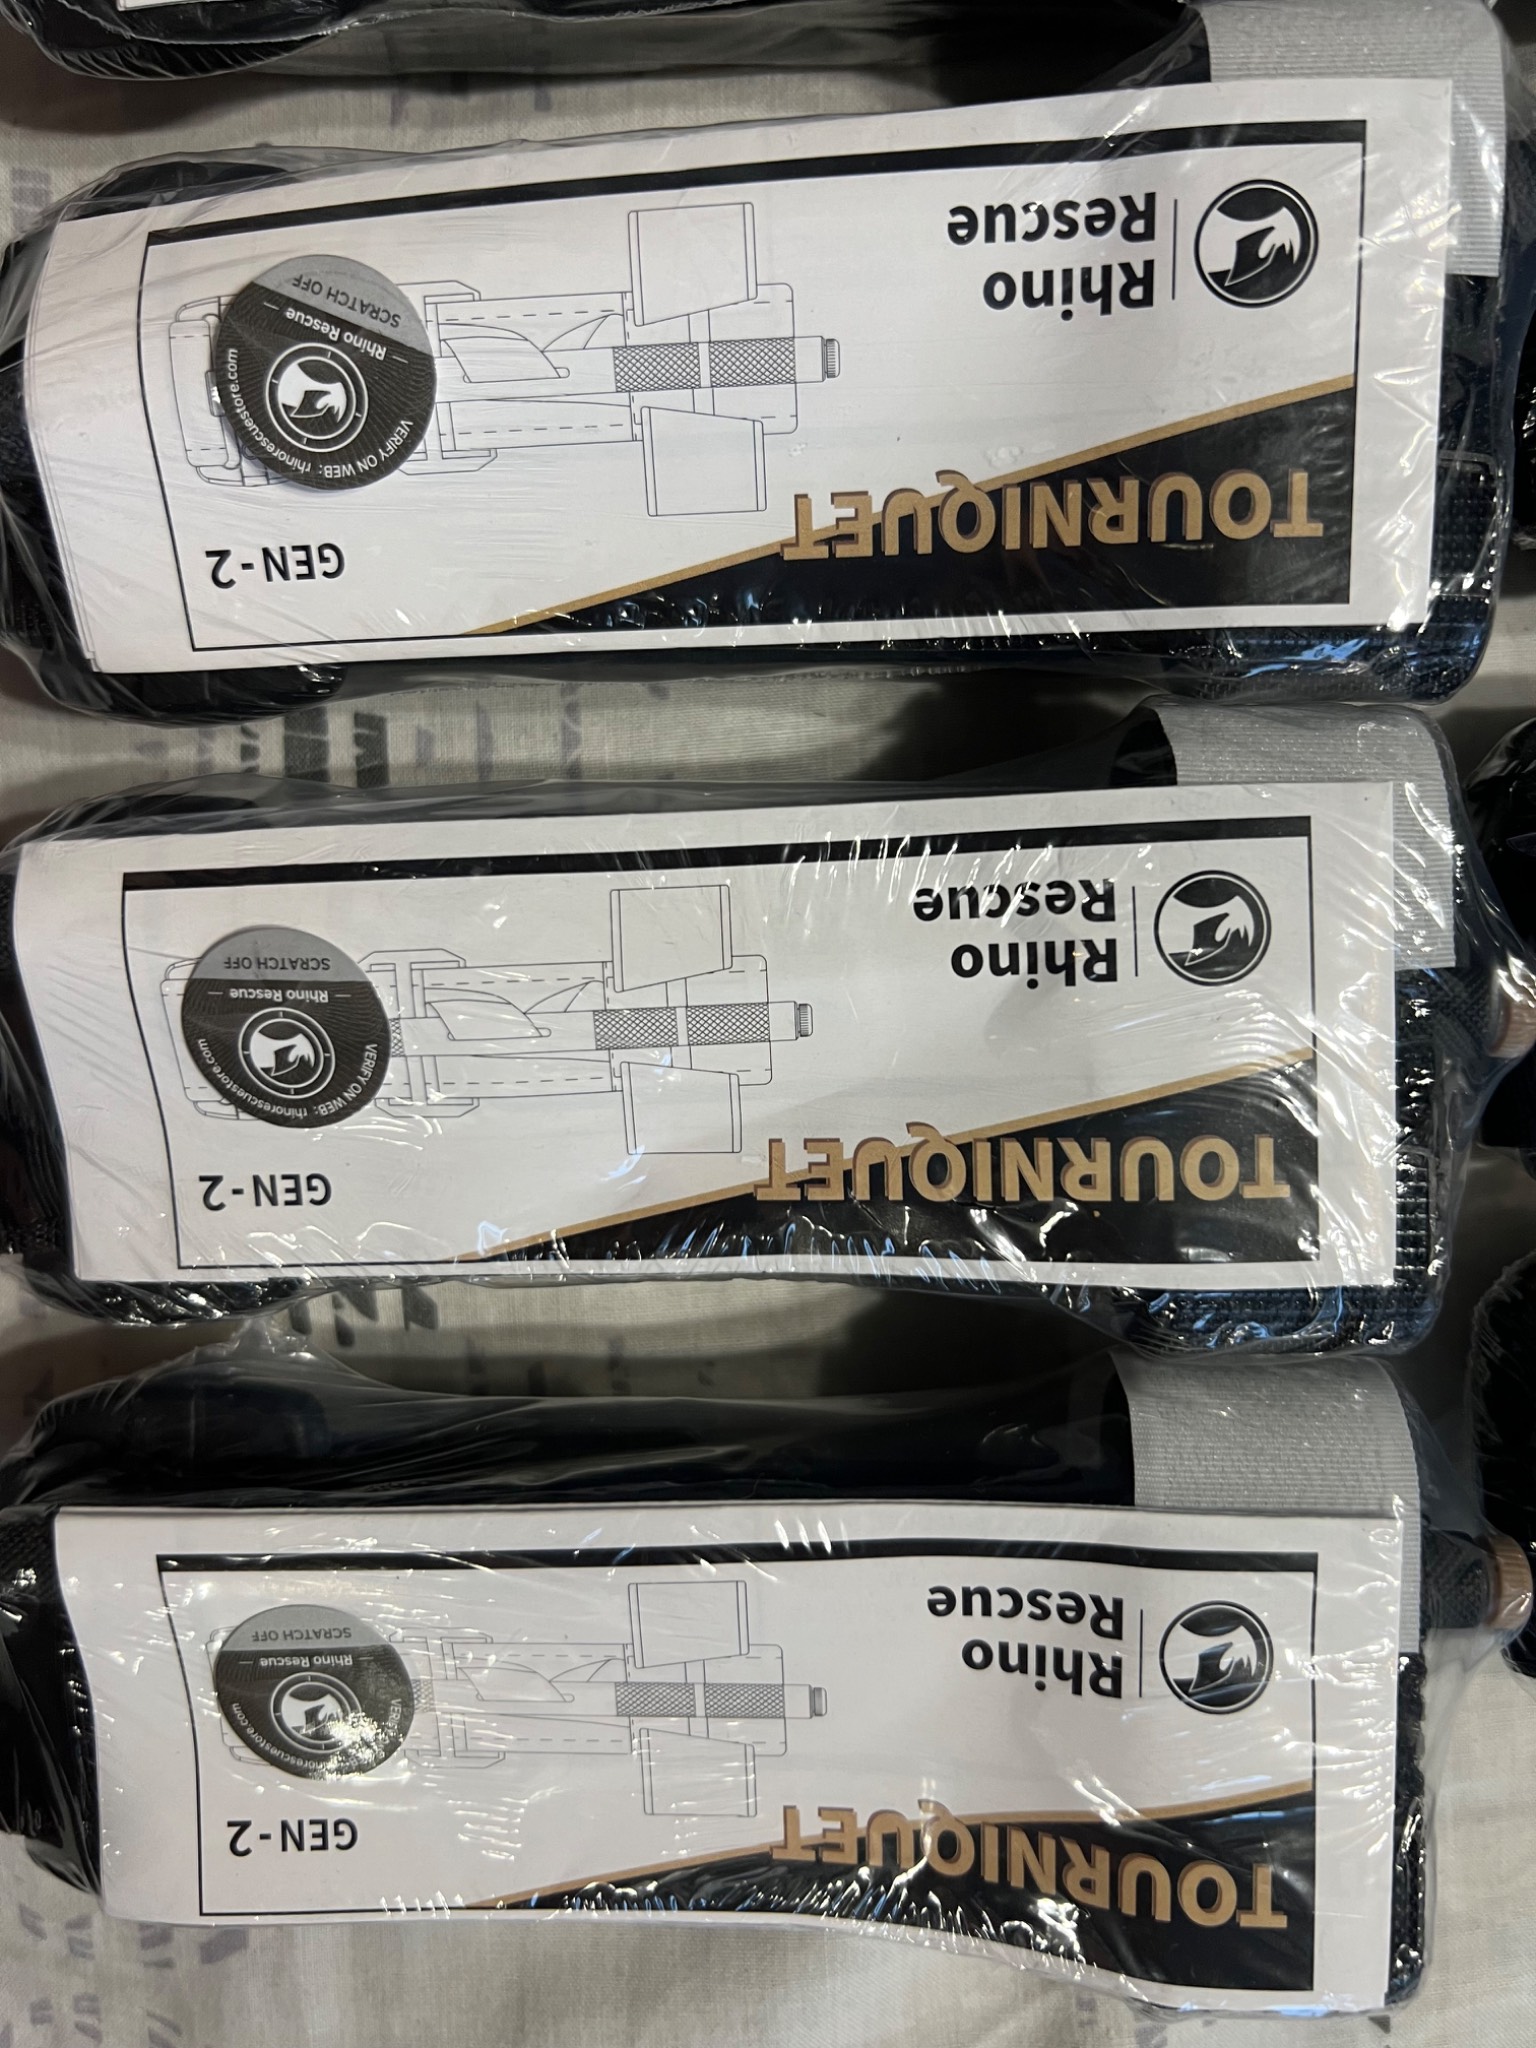 Rhino
Rescue
TOURNIQUET
GEN-2
SCRATCH OFF
Rhino Rescue
VERIFY ON WEB: rhinorescuestore.com
Rhino
Rescue
TOURNIQUET
GEN-2
SCRATCH OFF
Rhino Rescue
VERIFY ON WEB: rhinorescuestore.com
Rhino
Rescue
TOURNIQUET
GEN-2
SCRATCH OFF
Rhino Rescue